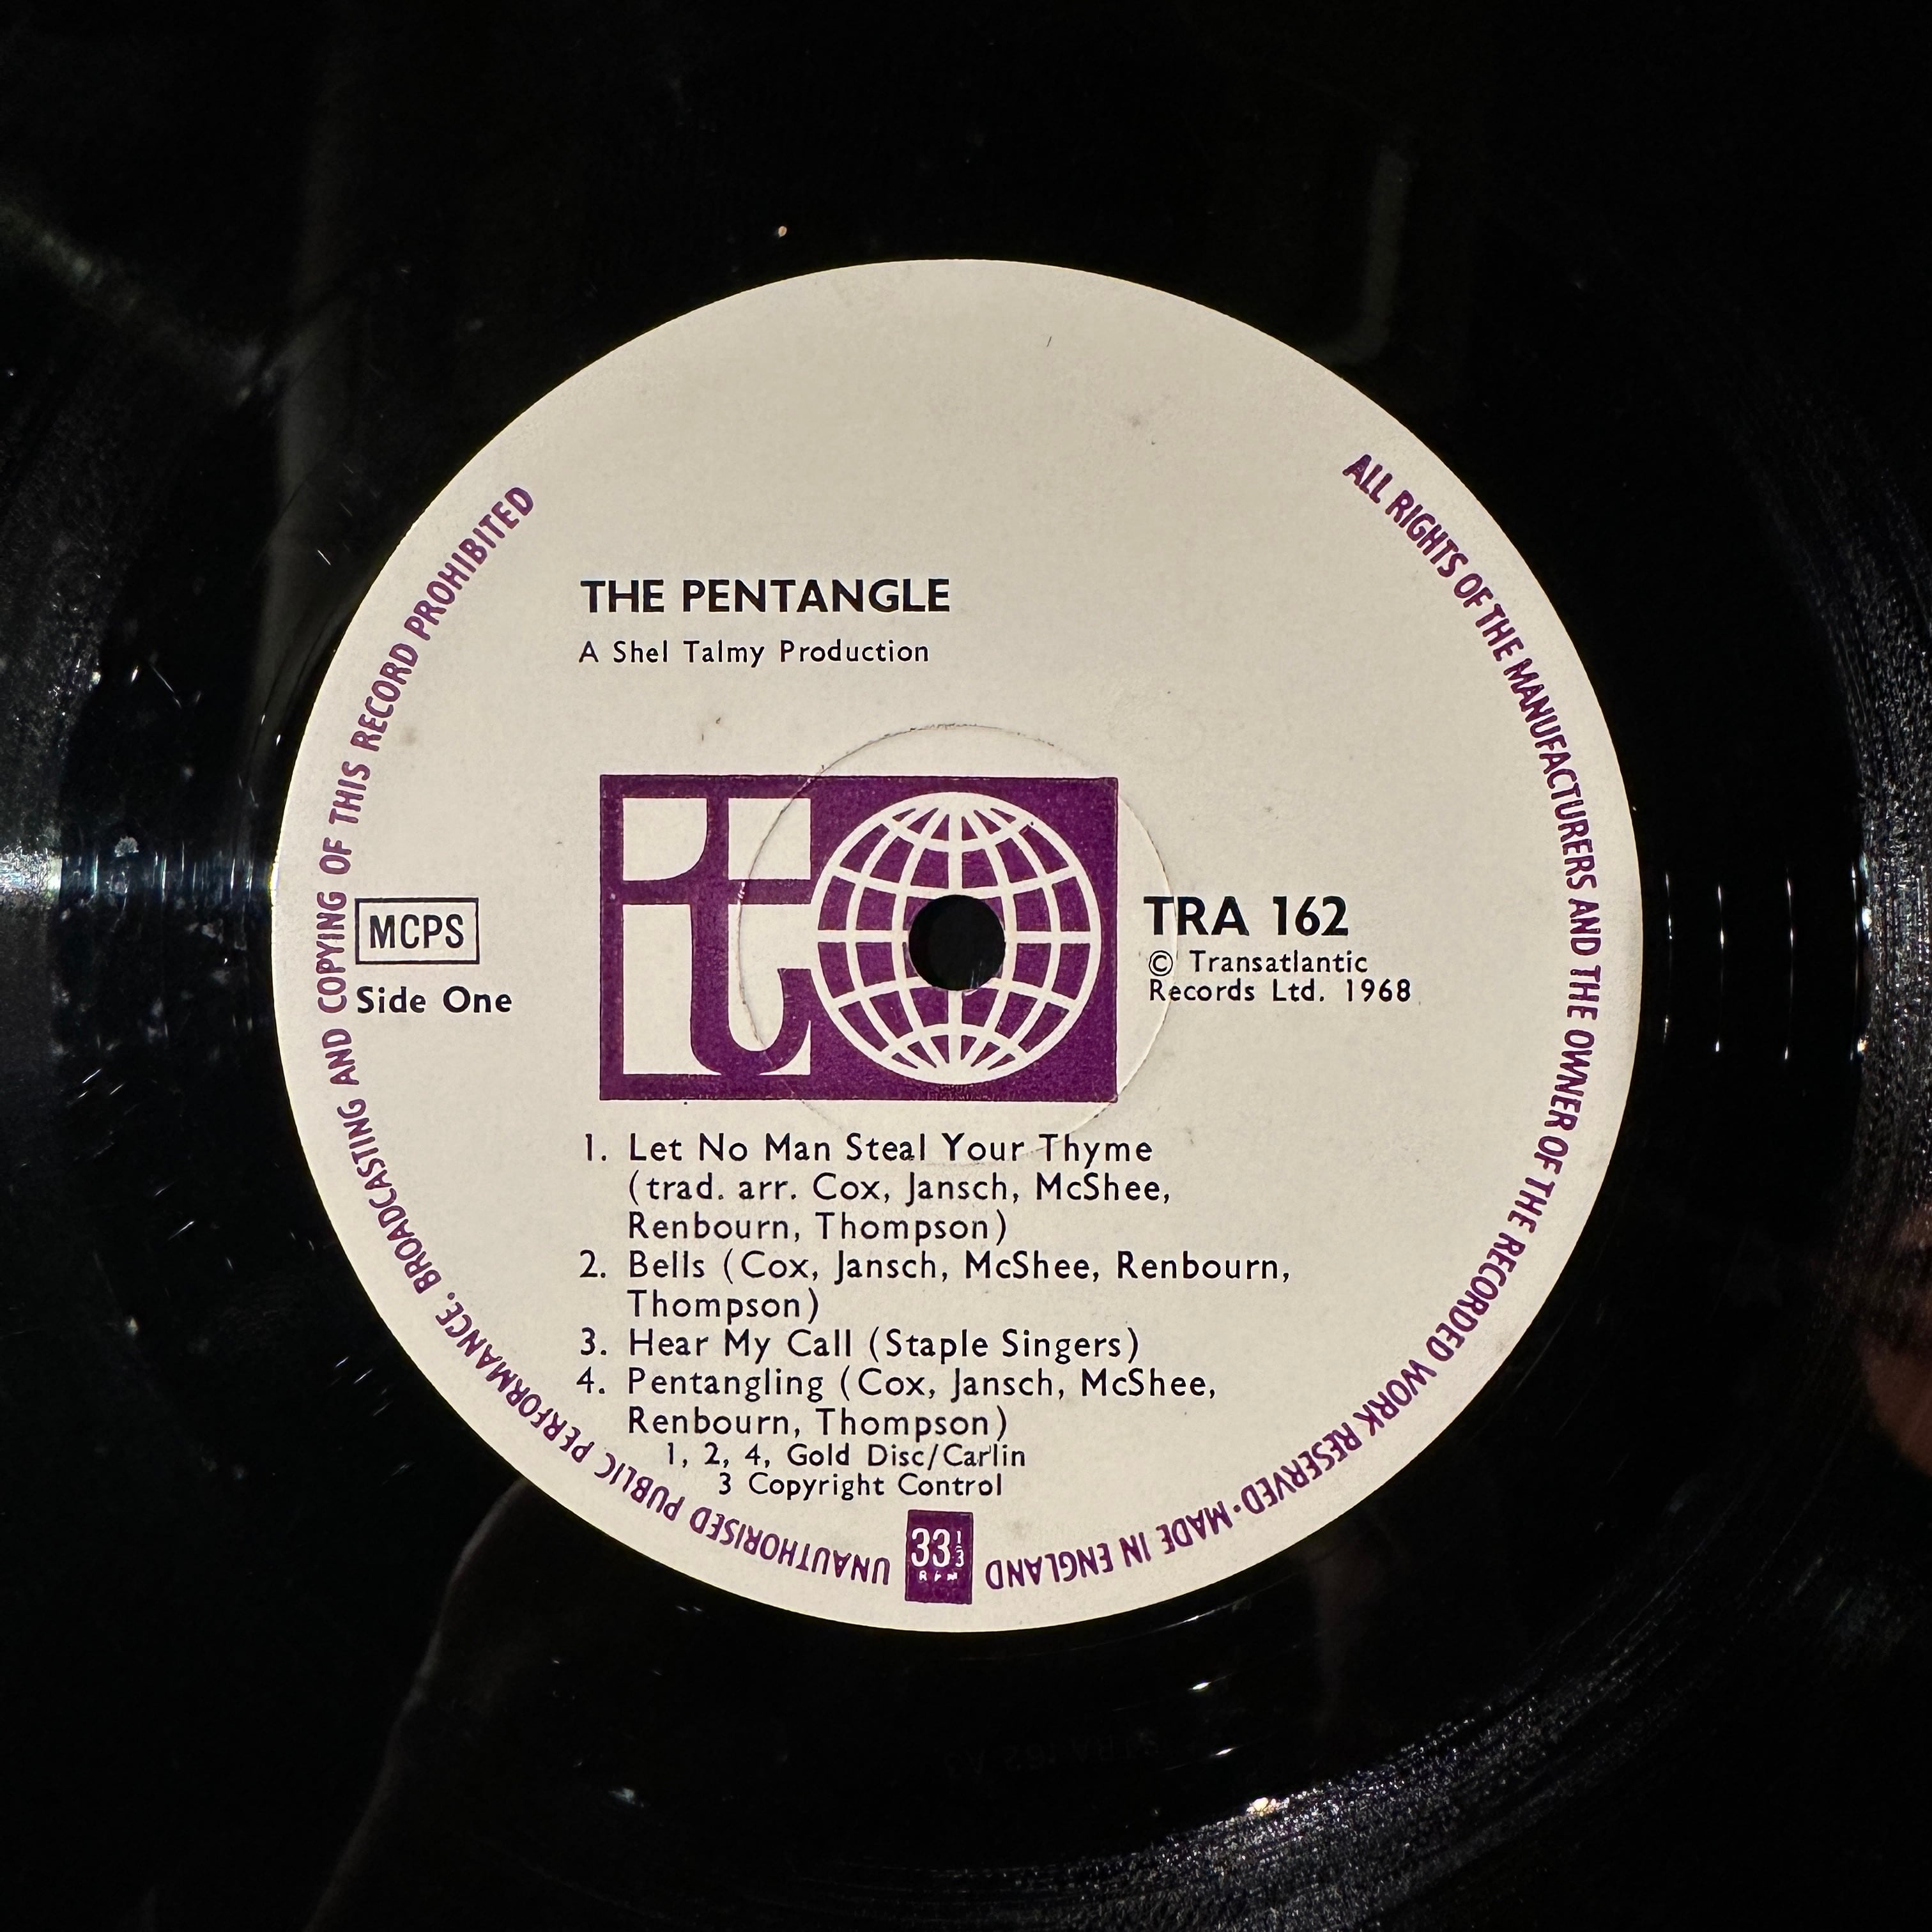 THE PENTANGLE
A Shel Talmy Production
t
MCPS
Side One
TRA 162
© Transatlantic
Records Ltd. 1968
1. Let No Man Steal Your Thyme
(trad. arr. Cox, Jansch, McShee,
Renbourn, Thompson)
2. Bells (Cox, Jansch, McShee, Renbourn,
Thompson)
3. Hear My Call (Staple Singers)
4. Pentangling (Cox, Jansch, McShee,
Renbourn, Thompson)
1, 2, 4, Gold Disc/Carlin
3 Copyright Control
33⅓
RPM
ALL RIGHTS OF THE MANUFACTURERS AND THE OWNER OF THE RECORDED WORK RESERVED·MADE IN ENGLAND
UNAUTHORISED PUBLIC PERFORMANCE, BROADCASTING AND COPYING OF THIS RECORD PROHIBITED